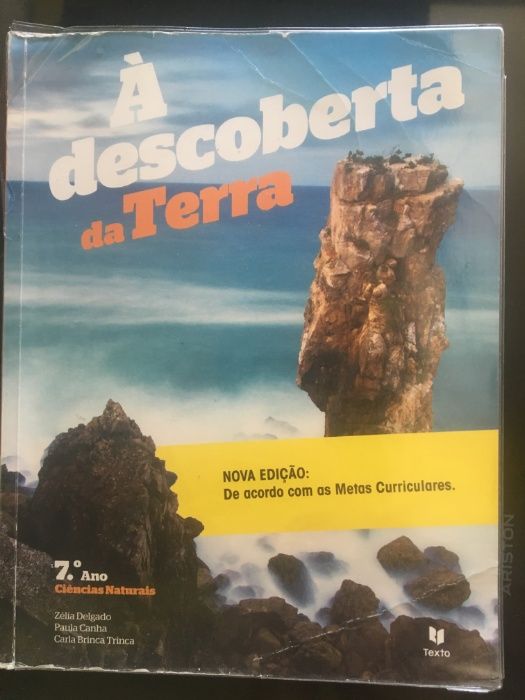 À
descoberta
da Terra
NOVA EDIÇÃO:
De acordo com as Metas Curriculares.
7.º Ano
Ciências Naturais
Zélia Delgado
Paula Canha
Carla Brinca Trinca
Texto
ARISTON